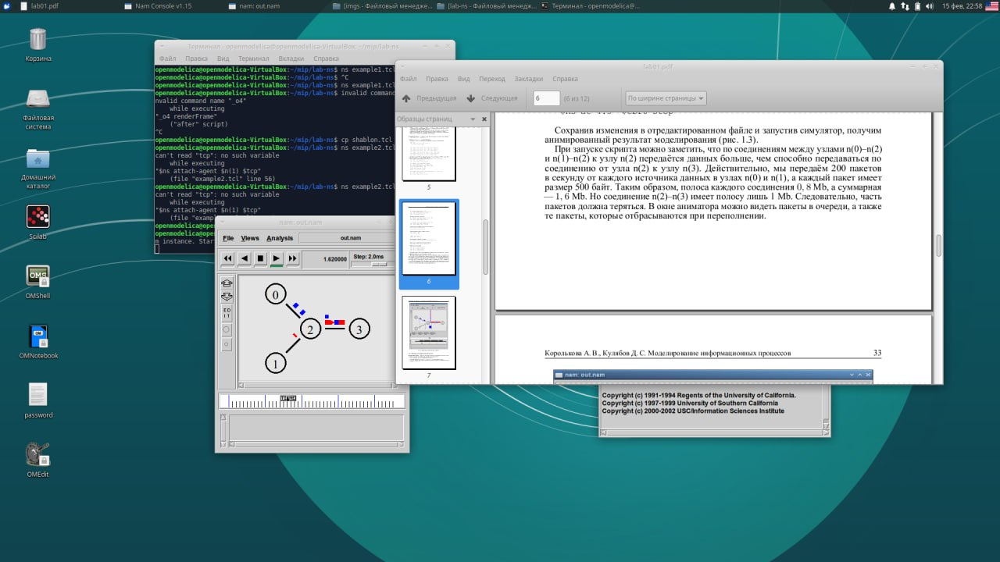 lab01.pdf
Nam Console v1.15
nam: out.nam
[imgs - Файловый менедже...
[lab-ns - Файловый менедж...
Терминал - openmodelica@...
15 фев, 22:58
Корзина
Файловая
система
Домашний
каталог
Scilab
OMS
OMShell
OM
OMNotebook
password
OMEdit
Терминал - openmodelica@openmodelica-VirtualBox: ~/mip/lab-ns
Файл Правка Вид Терминал Вкладки Справка
openmodelica@openmodelica-VirtualBox:~/mip/lab-ns$ ns example1.tcl
openmodelica@openmodelica-VirtualBox:~/mip/lab-ns$ ^C
openmodelica@openmodelica-VirtualBox:~/mip/lab-ns$ ns example1.tcl
openmodelica@openmodelica-VirtualBox:~/mip/lab-ns$ invalid command
nvalid command name "_o4"
while executing
"_o4 renderFrame"
("after" script)
^C
openmodelica@openmodelica-VirtualBox:~/mip/lab-ns$ cp shablon.tcl
openmodelica@openmodelica-VirtualBox:~/mip/lab-ns$ ns example2.tcl
can't read "tcp": no such variable
while executing
"$ns attach-agent $n(1) $tcp"
(file "example2.tcl" line 56)
openmodelica@openmodelica-VirtualBox:~/mip/lab-ns$ ns example2.tcl
can't read "tcp": no such variable
while executing
"$ns attach-agent $n(1) $tcp"
(file "exam
openmod
openmod
m instance. Star
nam: out.nam
File Views Analysis out.nam
1.620000 Step: 2.0ms
ED
IT
0
2
3
1
lab01.pdf
Файл Правка Вид Переход Закладки Справка
Предыдущая Следующая 6 (6 из 12) По ширине страницы
Образцы страниц
5
6
7
Сохранив изменения в отредактированном файле и запустив симулятор, получим
анимированный результат моделирования (рис. 1.3).
При запуске скрипта можно заметить, что по соединениям между узлами n(0)–n(2)
и n(1)–n(2) к узлу n(2) передаётся данных больше, чем способно передаваться по
соединению от узла n(2) к узлу n(3). Действительно, мы передаём 200 пакетов
в секунду от каждого источника данных в узлах n(0) и n(1), а каждый пакет имеет
размер 500 байт. Таким образом, полоса каждого соединения 0, 8 Mb, а суммарная
— 1, 6 Mb. Но соединение n(2)–n(3) имеет полосу лишь 1 Mb. Следовательно, часть
пакетов должна теряться. В окне аниматора можно видеть пакеты в очереди, а также
те пакеты, которые отбрасываются при переполнении.
Королькова А. В., Кулябов Д. С. Моделирование информационных процессов 33
nam: out.nam
Copyright (c) 1991-1994 Regents of the University of California.
Copyright (c) 1997-1999 University of Southern California
Copyright (c) 2000-2002 USC/Information Sciences Institute